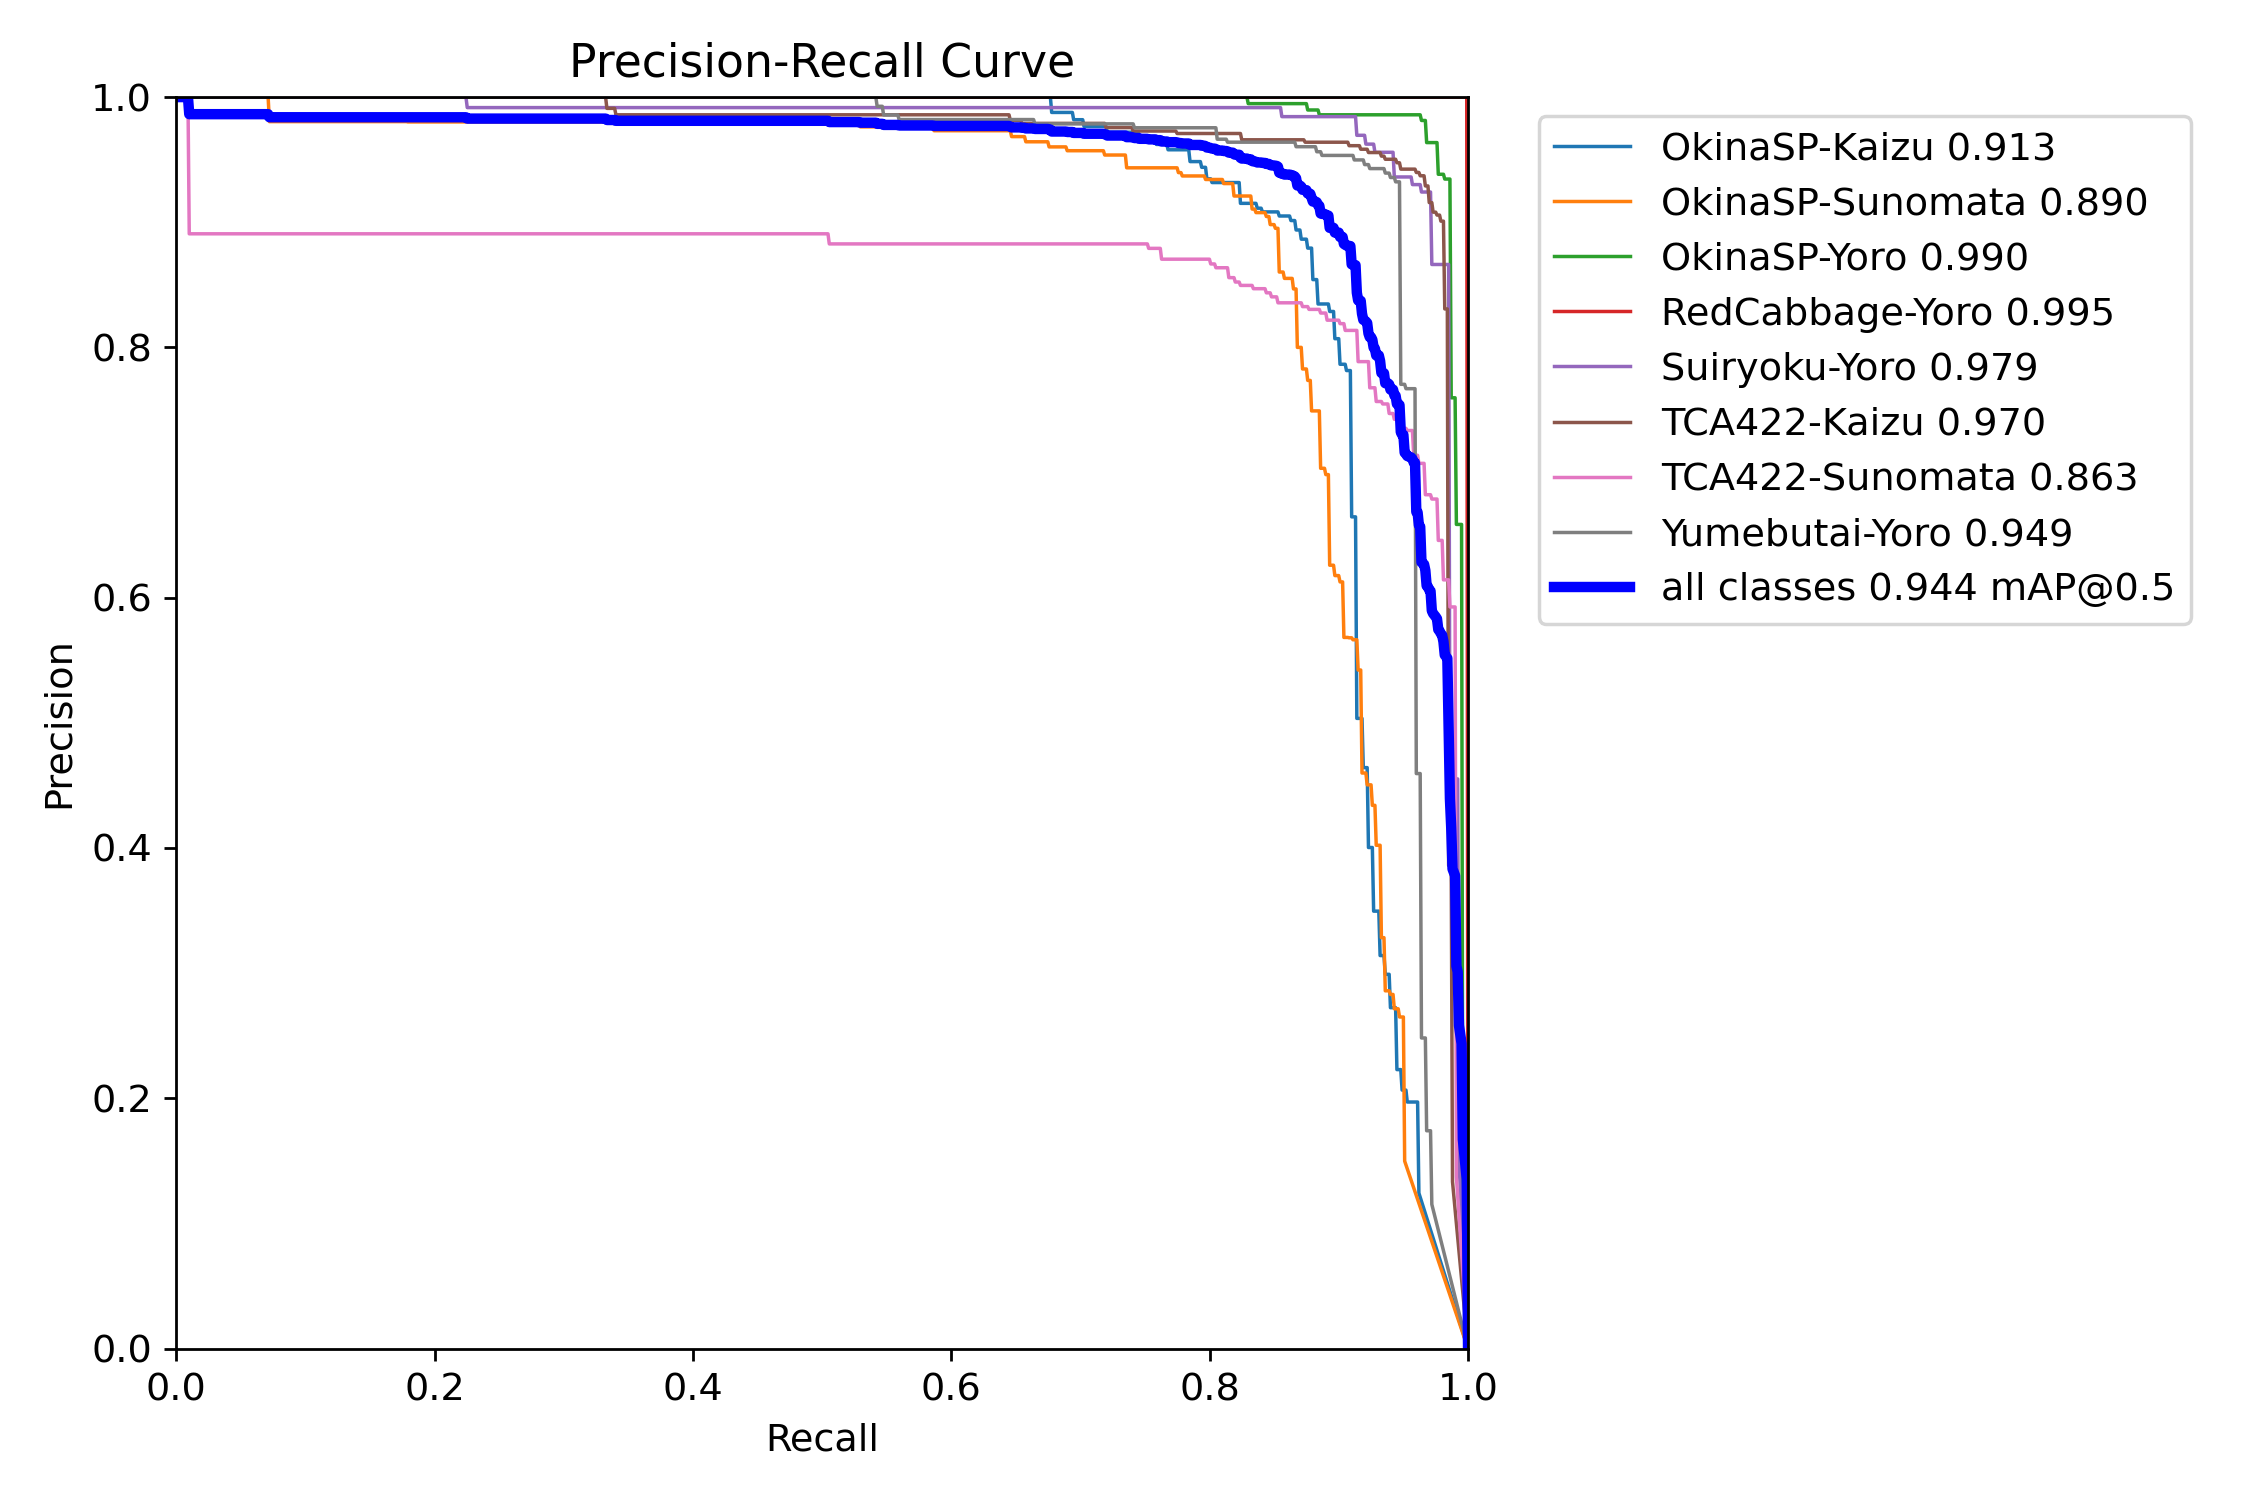 Precision-Recall Curve
1.0
0.8
0.6
0.4
0.2
0.0
Precision
0.0 0.2 0.4 0.6 0.8 1.0
Recall
OkinaSP-Kaizu 0.913
OkinaSP-Sunomata 0.890
OkinaSP-Yoro 0.990
RedCabbage-Yoro 0.995
Suiryoku-Yoro 0.979
TCA422-Kaizu 0.970
TCA422-Sunomata 0.863
Yumebutai-Yoro 0.949
all classes 0.944 mAP@0.5